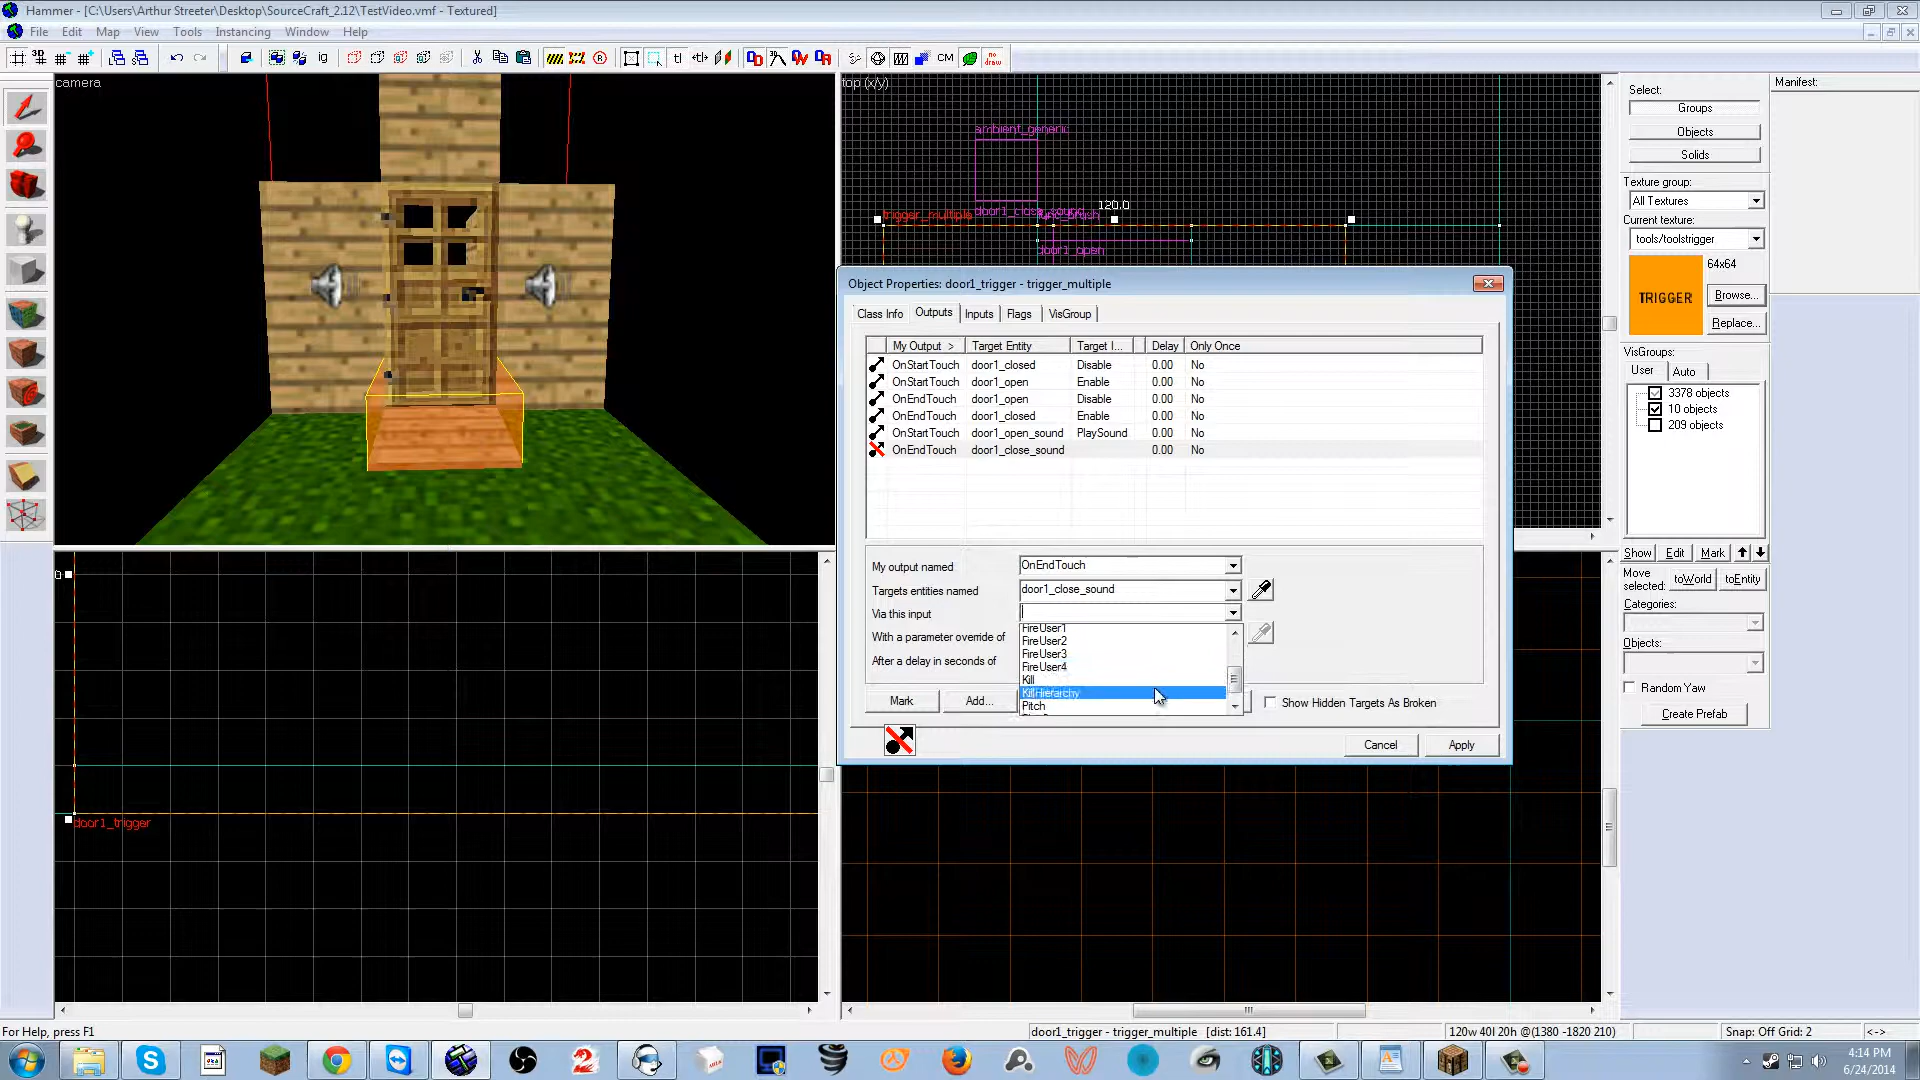 Hammer - [C:\Users\Arthur Streeter\Desktop\SourceCraft_2.12\TestVideo.vmf - Textured]
File Edit Map View Tools Instancing Window Help
camera
top (x/y)
ambient_generic
trigger_multiple
120.0
door1_open
Select:
Groups
Objects
Solids
Texture group:
All Textures
Current texture:
tools/toolstrigger
64x64
TRIGGER
Browse...
Replace...
VisGroups:
User Auto
3378 objects
10 objects
209 objects
Show Edit Mark
Move selected: toWorld toEntity
Categories:
Objects:
Random Yaw
Create Prefab
Manifest:
Object Properties: door1_trigger - trigger_multiple
Class Info Outputs Inputs Flags VisGroup
My Output > Target Entity Target I... Delay Only Once
OnStartTouch door1_closed Disable 0.00 No
OnStartTouch door1_open Enable 0.00 No
OnEndTouch door1_open Disable 0.00 No
OnEndTouch door1_closed Enable 0.00 No
OnStartTouch door1_open_sound PlaySound 0.00 No
OnEndTouch door1_close_sound 0.00 No
My output named OnEndTouch
Targets entities named door1_close_sound
Via this input
FireUser1
FireUser2
FireUser3
FireUser4
Kill
KillHierarchy
Pitch
With a parameter override of
After a delay in seconds of
Mark Add... Show Hidden Targets As Broken
Cancel Apply
door1_trigger
For Help, press F1
door1_trigger - trigger_multiple [dist: 161.4]
120w 40l 20h @(1380 -1820 210)
Snap: Off Grid: 2
<->
4:14 PM
6/24/2014